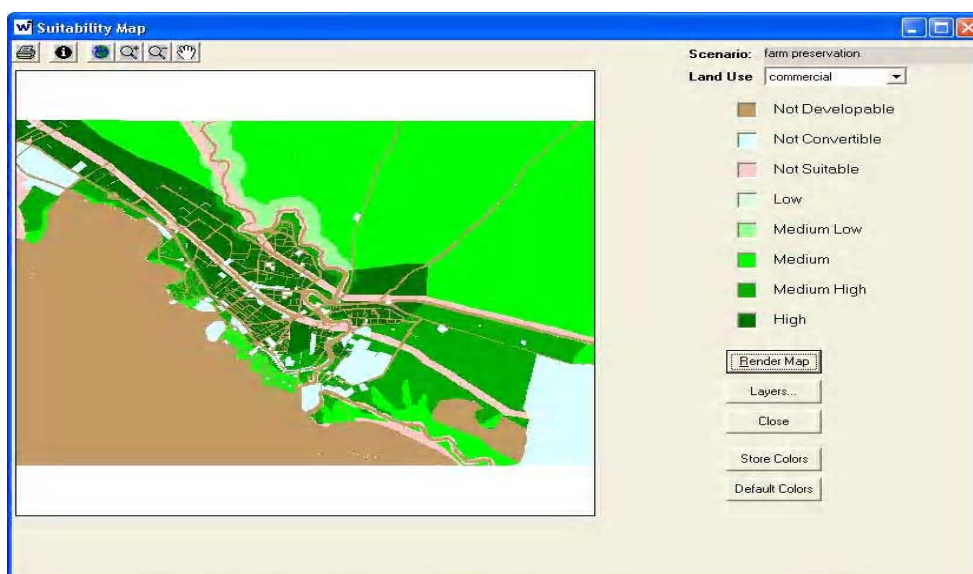 wf Suitability Map
Scenario: farm preservation
Land Use commercial
Not Developable
Not Convertible
Not Suitable
Low
Medium Low
Medium
Medium High
High
Render Map
Layers...
Close
Store Colors
Default Colors